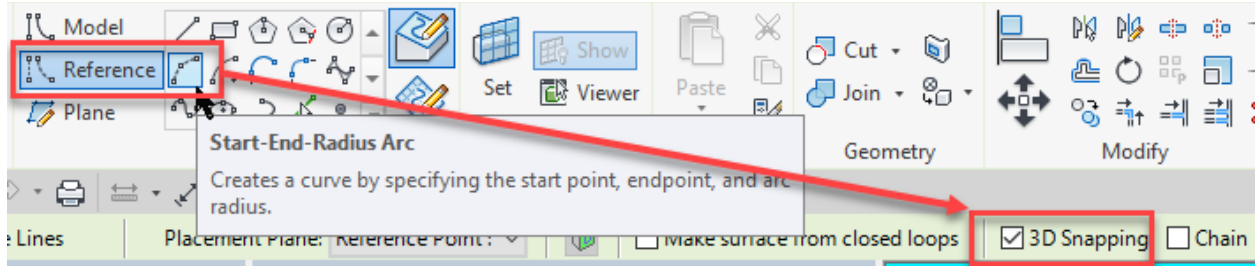 Model
Reference
Plane
Set
Show
Viewer
Paste
Cut
Join
Geometry
Modify
Start-End-Radius Arc
Creates a curve by specifying the start point, endpoint, and arc
radius.
Lines Placement Plane: Reference Point : Make surface from closed loops 3D Snapping Chain